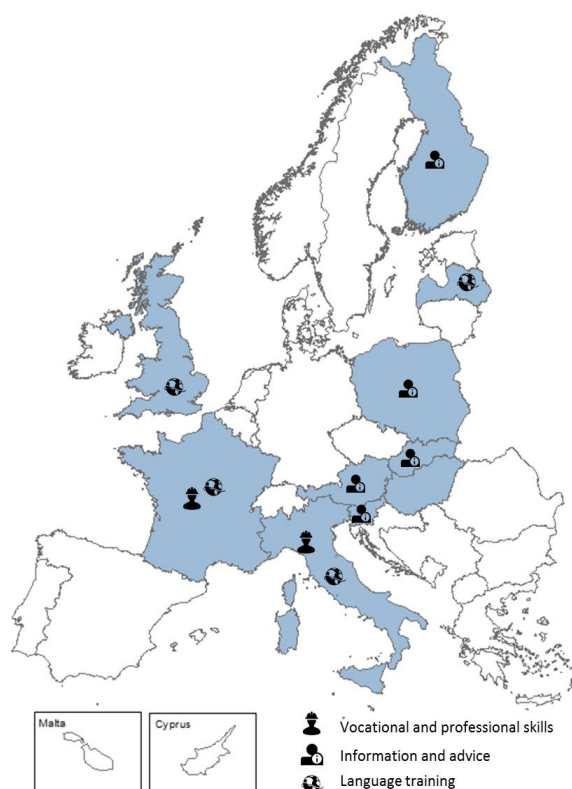 Malta
Cyprus
Vocational and professional skills
Information and advice
Language training